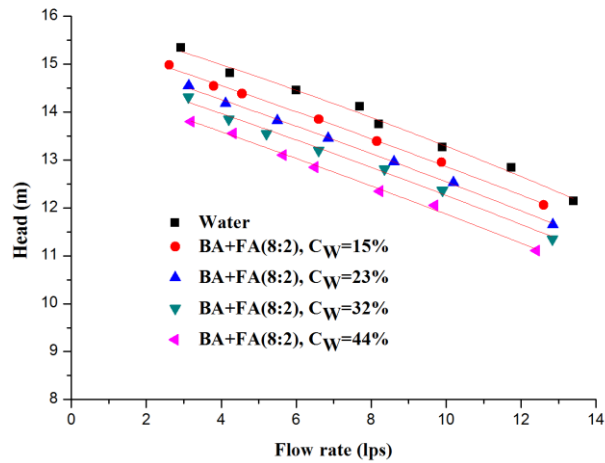 16
15
14
13
12
11
10
9
8
Head (m)
Water
BA+FA(8:2), CW=15%
BA+FA(8:2), CW=23%
BA+FA(8:2), CW=32%
BA+FA(8:2), CW=44%
0 2 4 6 8 10 12 14
Flow rate (lps)